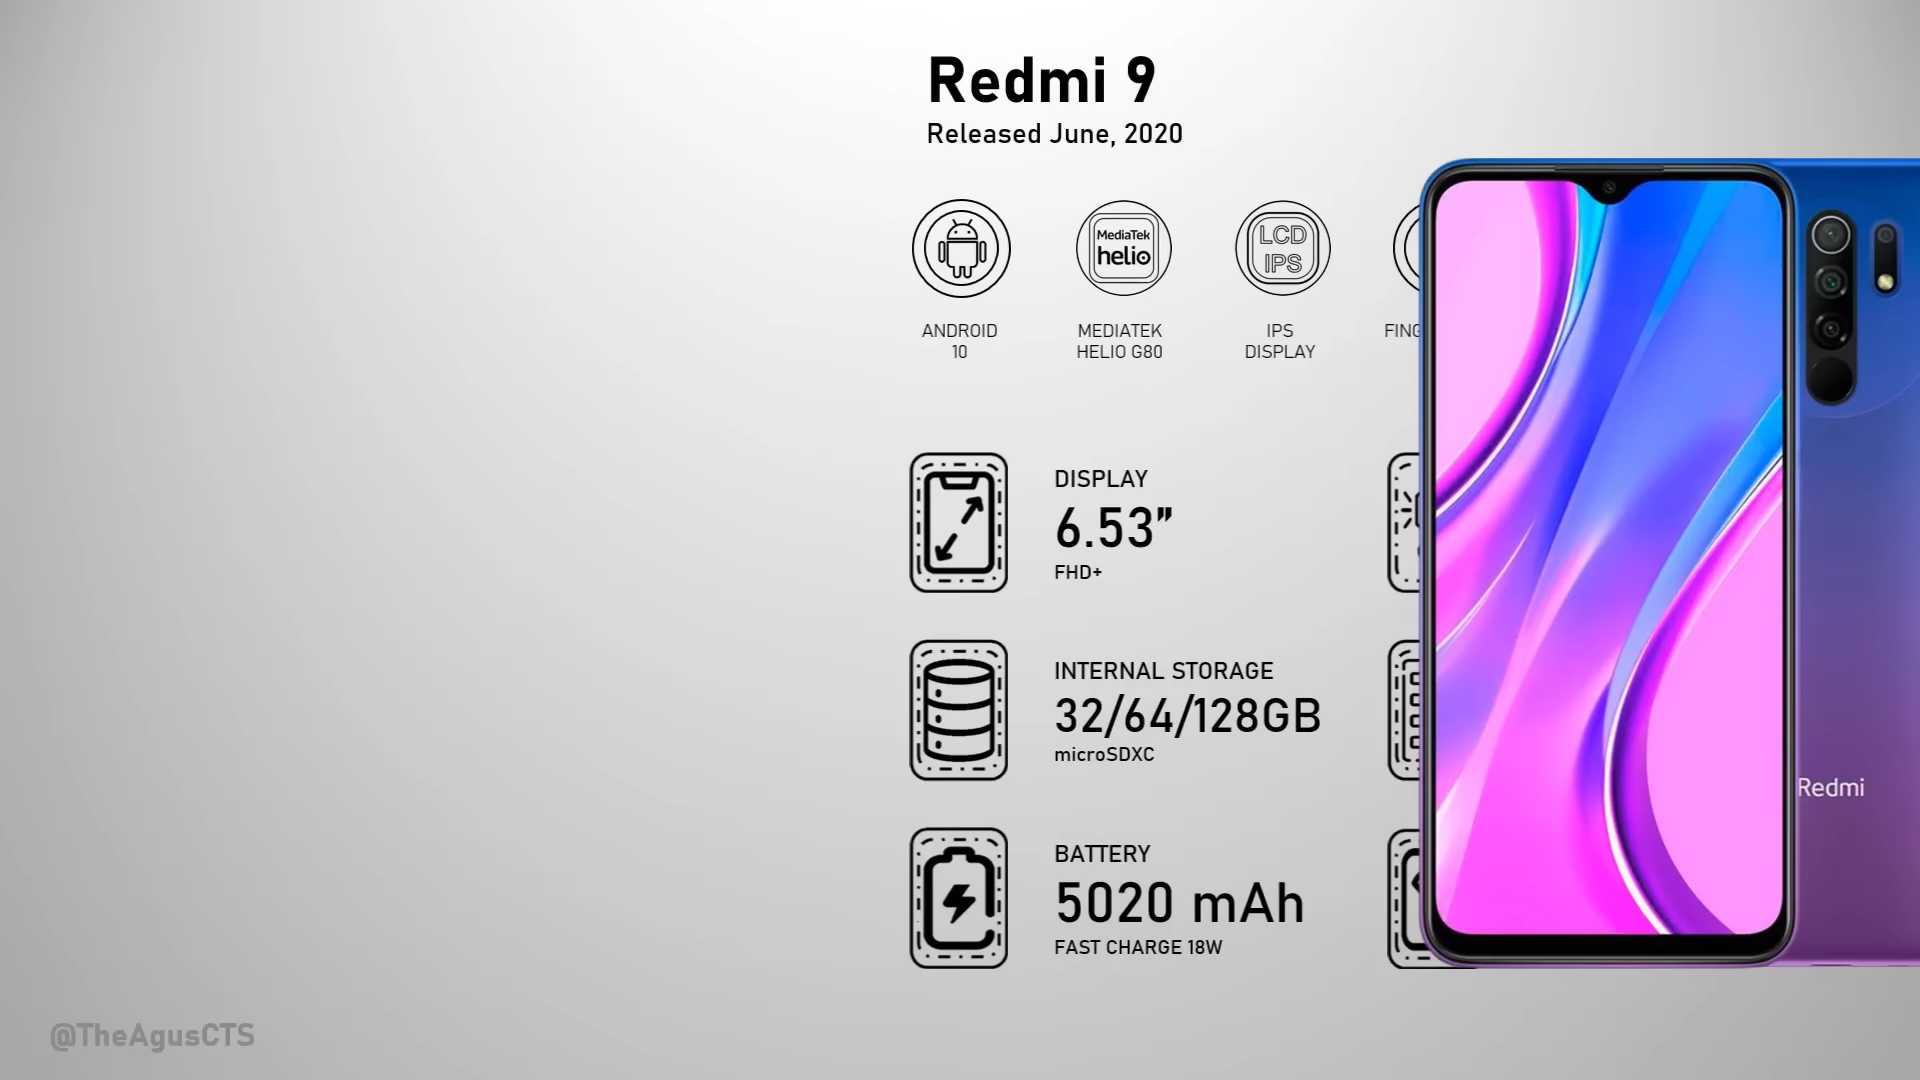 Redmi 9
Released June, 2020
MediaTek
helio
LCD
IPS
ANDROID
10
MEDIATEK
HELIO G80
IPS
DISPLAY
FING
DISPLAY
6.53”
FHD+
INTERNAL STORAGE
32/64/128GB
microSDXC
BATTERY
5020 mAh
FAST CHARGE 18W
Redmi
@TheAgusCTS